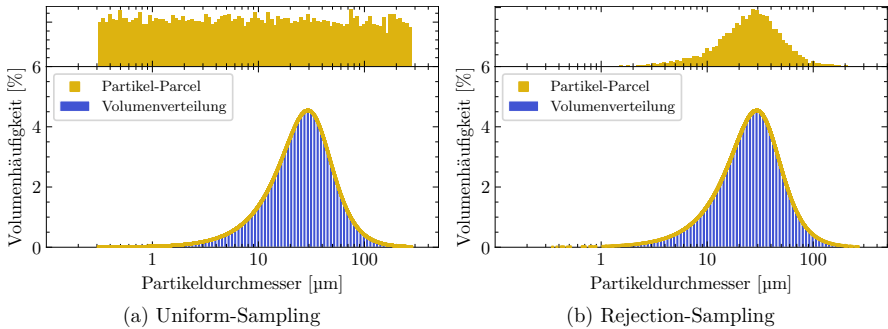 6
4
2
0
Volumenhäufigkeit [%]
Partikel-Parcel
Volumenverteilung
1
10
100
Partikeldurchmesser [µm]
(a) Uniform-Sampling
6
4
2
0
Volumenhäufigkeit [%]
Partikel-Parcel
Volumenverteilung
1
10
100
Partikeldurchmesser [µm]
(b) Rejection-Sampling